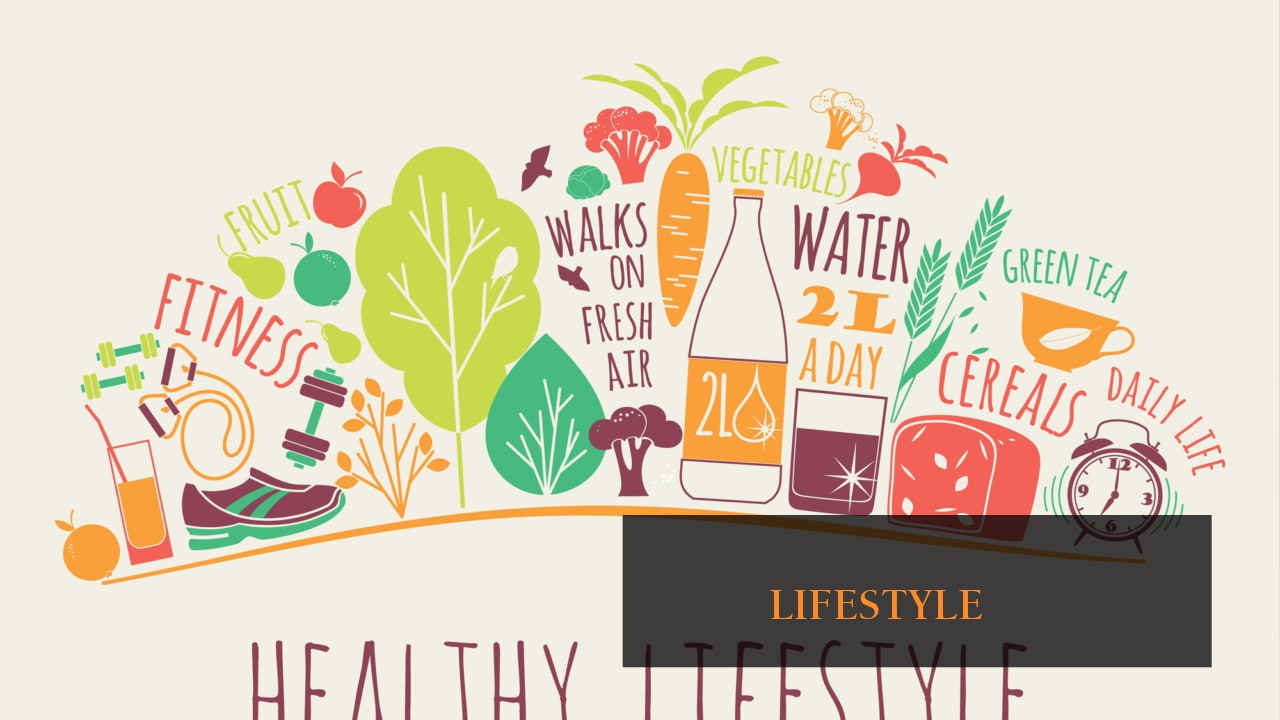 FRUIT
VEGETABLES
WALKS
ON
FRESH
AIR
WATER
2L
A DAY
GREEN TEA
FITNESS
CEREALS
DAILY LIFE
2L
12
9
3
6
LIFESTYLE
HEALTHY LIFESTYLE